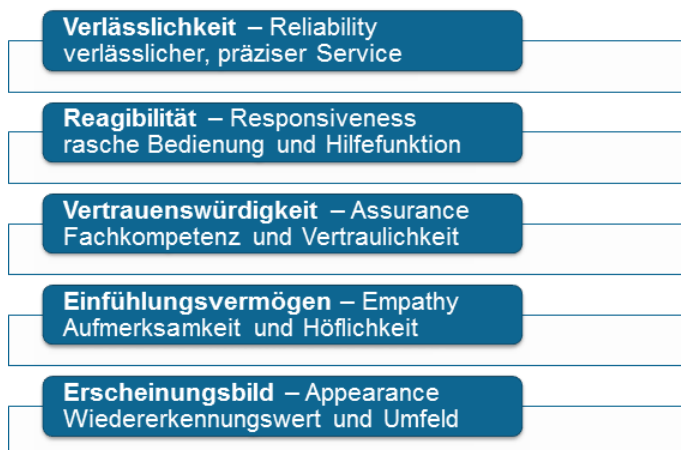 Verlässlichkeit – Reliability
verlässlicher, präziser Service
Reagibilität – Responsiveness
rasche Bedienung und Hilfefunktion
Vertrauenswürdigkeit – Assurance
Fachkompetenz und Vertraulichkeit
Einfühlungsvermögen – Empathy
Aufmerksamkeit und Höflichkeit
Erscheinungsbild – Appearance
Wiedererkennungswert und Umfeld